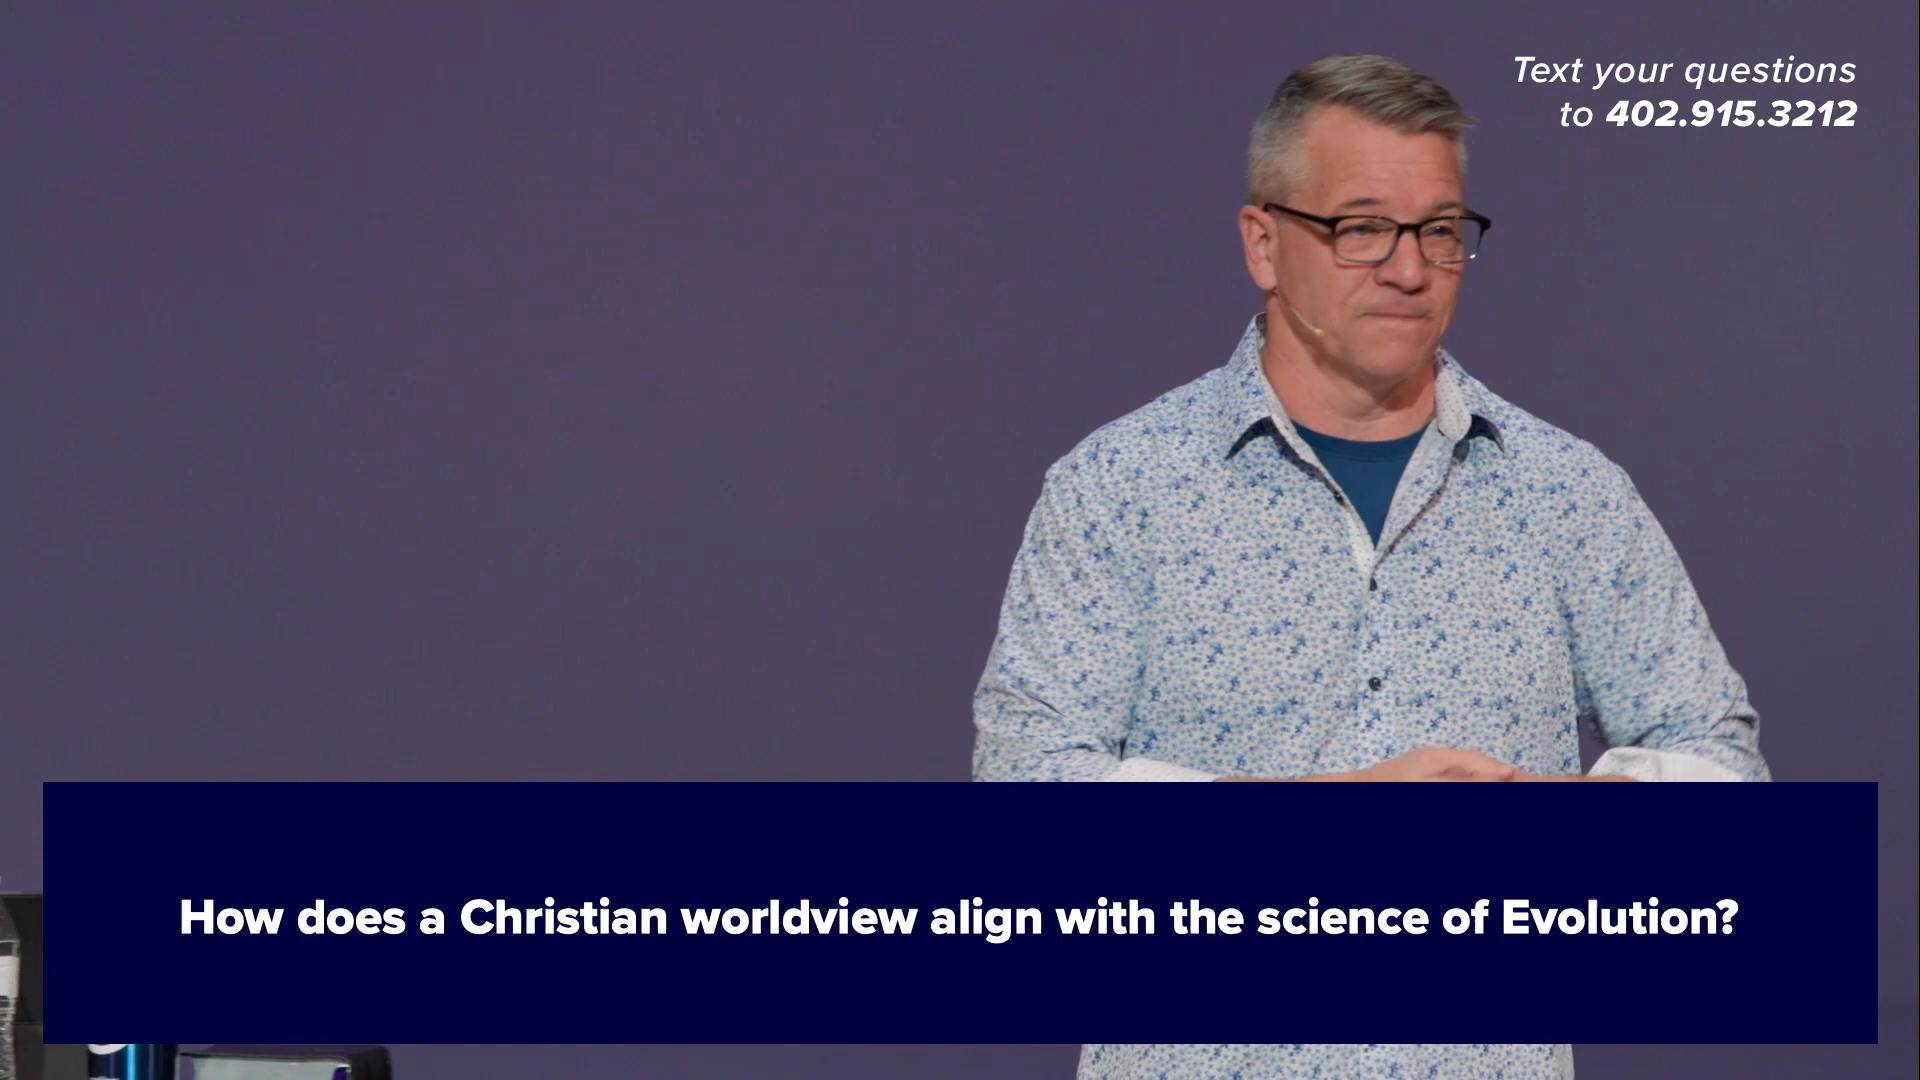 Text your questions
to 402.915.3212
How does a Christian worldview align with the science of Evolution?